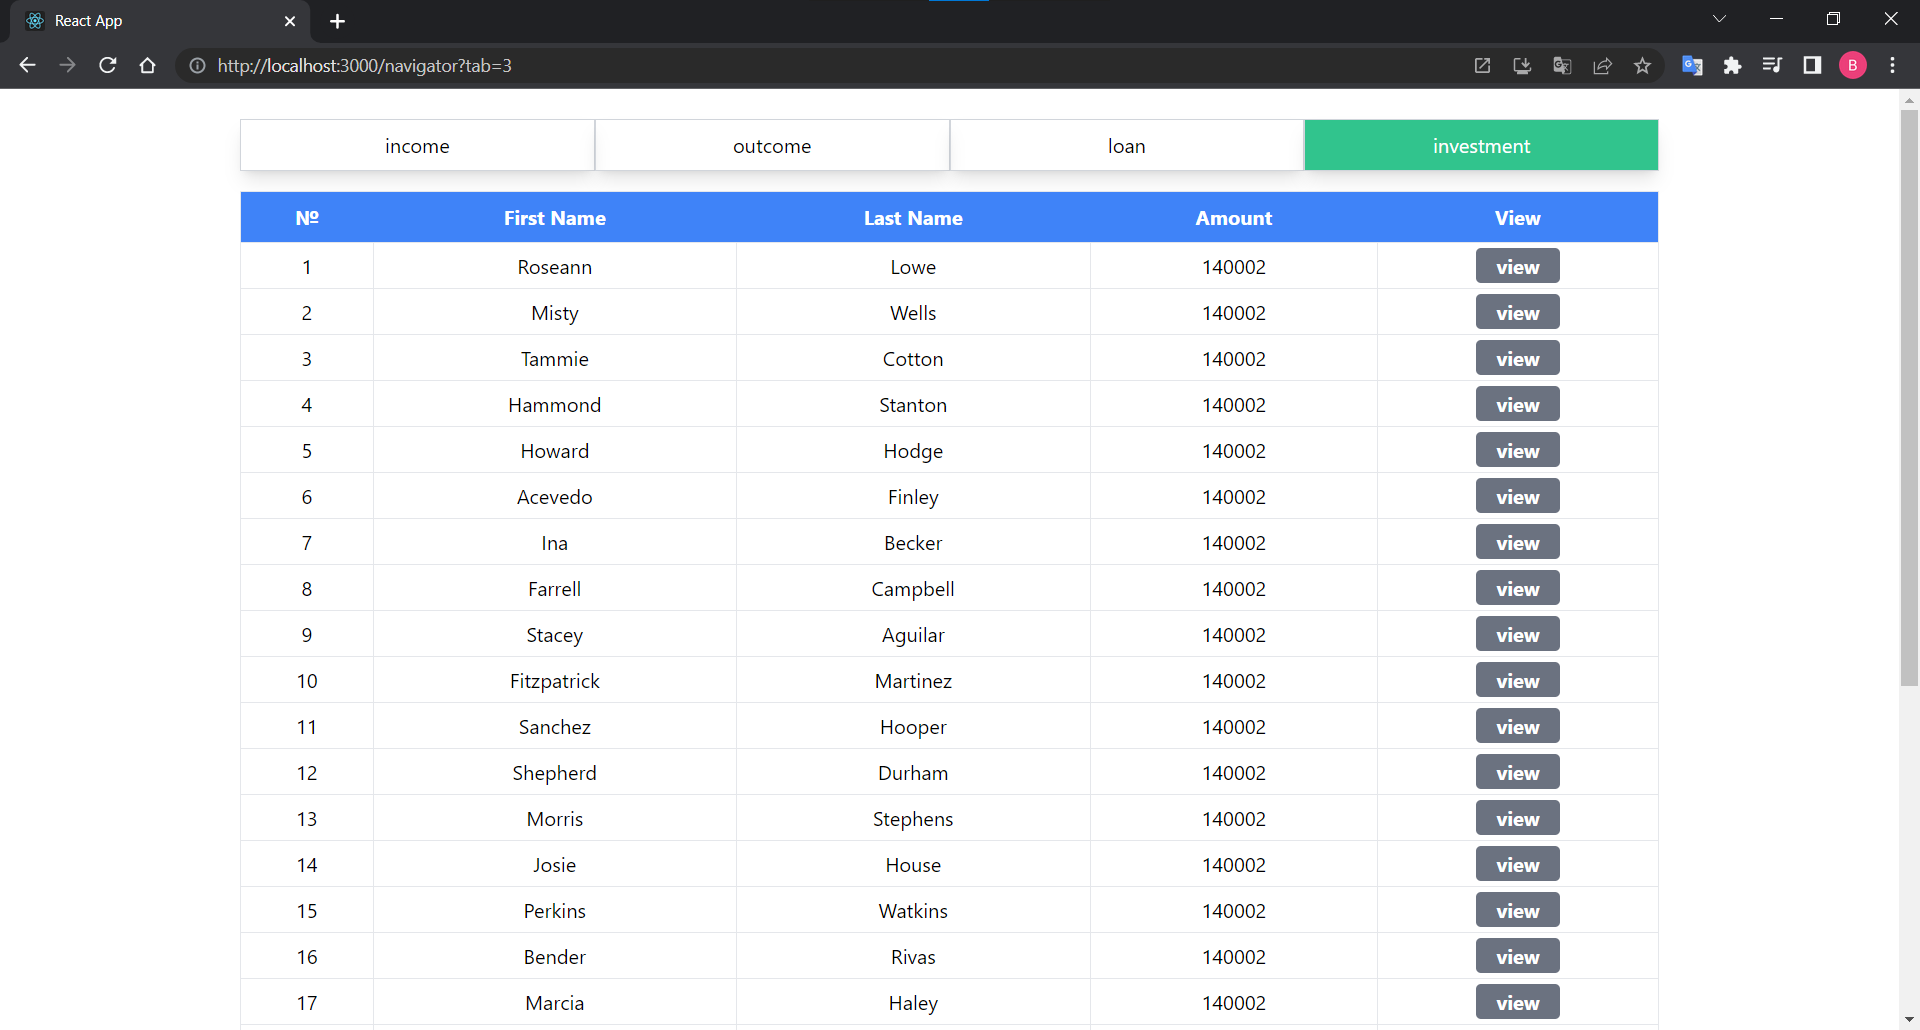 React App
http://localhost:3000/navigator?tab=3
B
income outcome loan investment
№ First Name Last Name Amount View
1 Roseann Lowe 140002 view
2 Misty Wells 140002 view
3 Tammie Cotton 140002 view
4 Hammond Stanton 140002 view
5 Howard Hodge 140002 view
6 Acevedo Finley 140002 view
7 Ina Becker 140002 view
8 Farrell Campbell 140002 view
9 Stacey Aguilar 140002 view
10 Fitzpatrick Martinez 140002 view
11 Sanchez Hooper 140002 view
12 Shepherd Durham 140002 view
13 Morris Stephens 140002 view
14 Josie House 140002 view
15 Perkins Watkins 140002 view
16 Bender Rivas 140002 view
17 Marcia Haley 140002 view